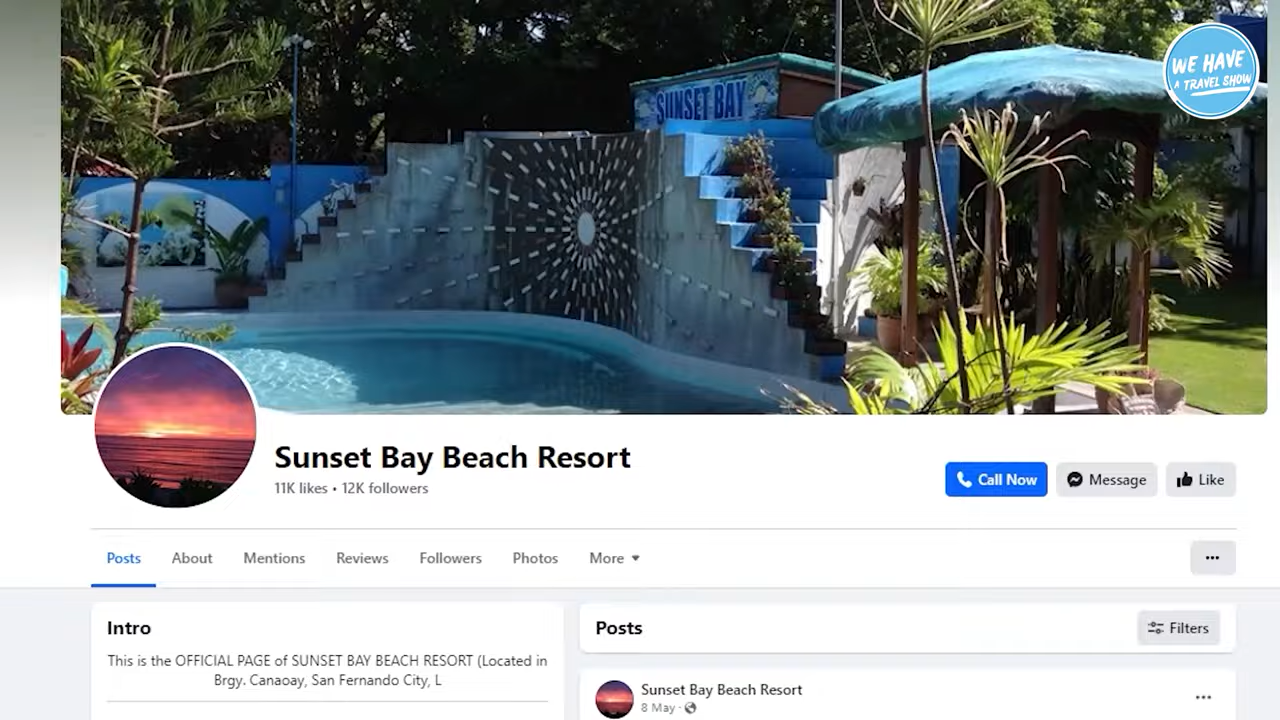 WE HAVE
A TRAVEL SHOW
SUNSET BAY
Sunset Bay Beach Resort
11K likes • 12K followers
Call Now
Message
Like
Posts
About
Mentions
Reviews
Followers
Photos
More
Intro
This is the OFFICIAL PAGE of SUNSET BAY BEACH RESORT (Located in
Brgy. Canaoay, San Fernando City, L
Posts
Filters
Sunset Bay Beach Resort
8 May ·